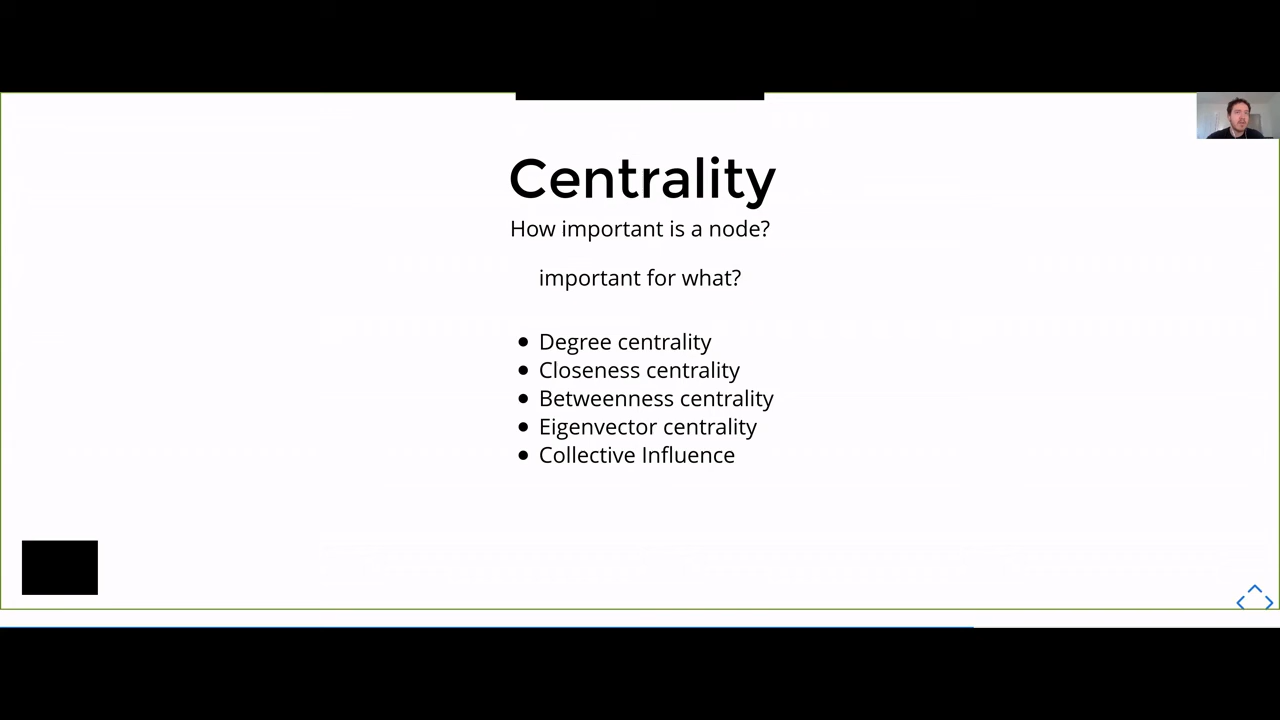 Centrality
How important is a node?
important for what?
Degree centrality
Closeness centrality
Betweenness centrality
Eigenvector centrality
Collective Influence